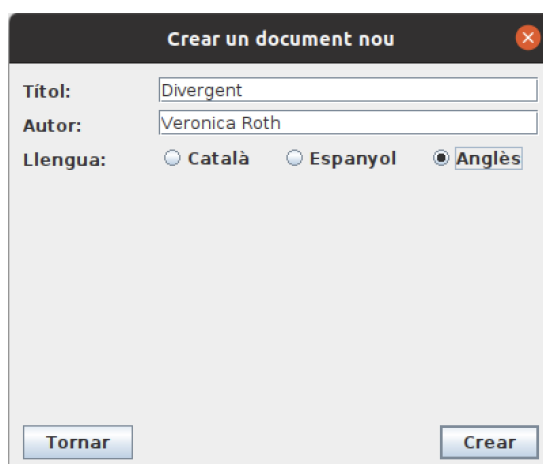 Crear un document nou
Títol: Divergent
Autor: Veronica Roth
Llengua: Català Espanyol Anglès
Tornar Crear